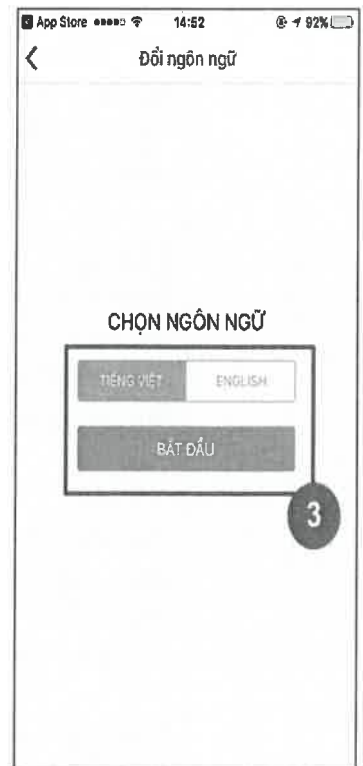 App Store 14:52 92%
Đổi ngôn ngữ
CHỌN NGÔN NGỮ
TIẾNG VIỆT ENGLISH
BẮT ĐẦU
3